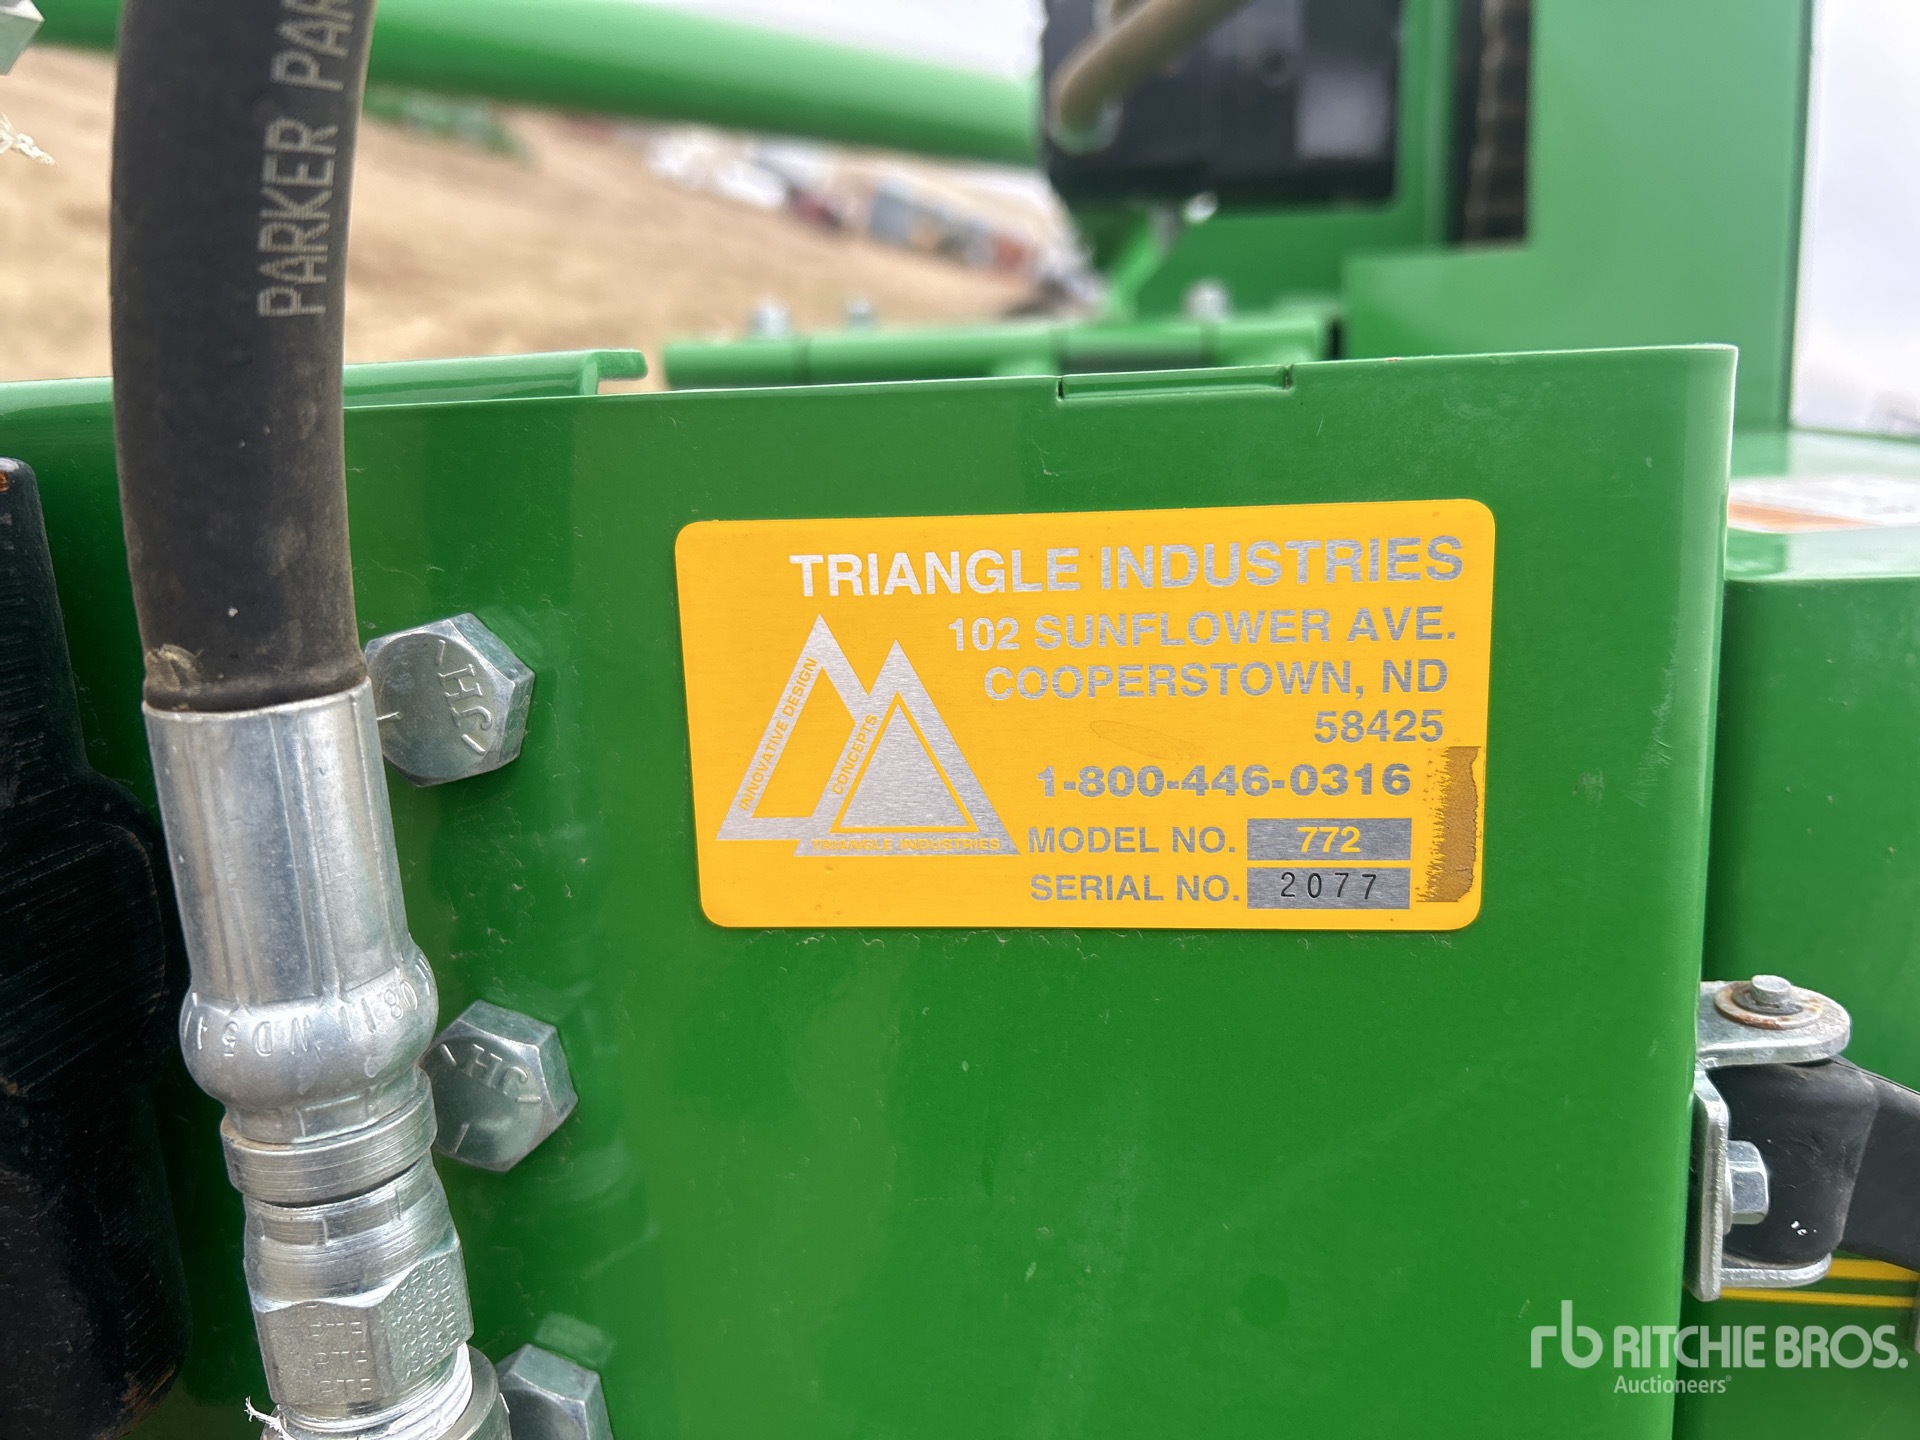 PARKER
TRIANGLE INDUSTRIES
102 SUNFLOWER AVE.
COOPERSTOWN, ND
58425
1-800-446-0316
MODEL NO. 772
SERIAL NO. 2077
INNOVATIVE DESIGN
CONCEPTS
TRIANGLE INDUSTRIES
JH
JH
rb RITCHIE BROS.
Auctioneers